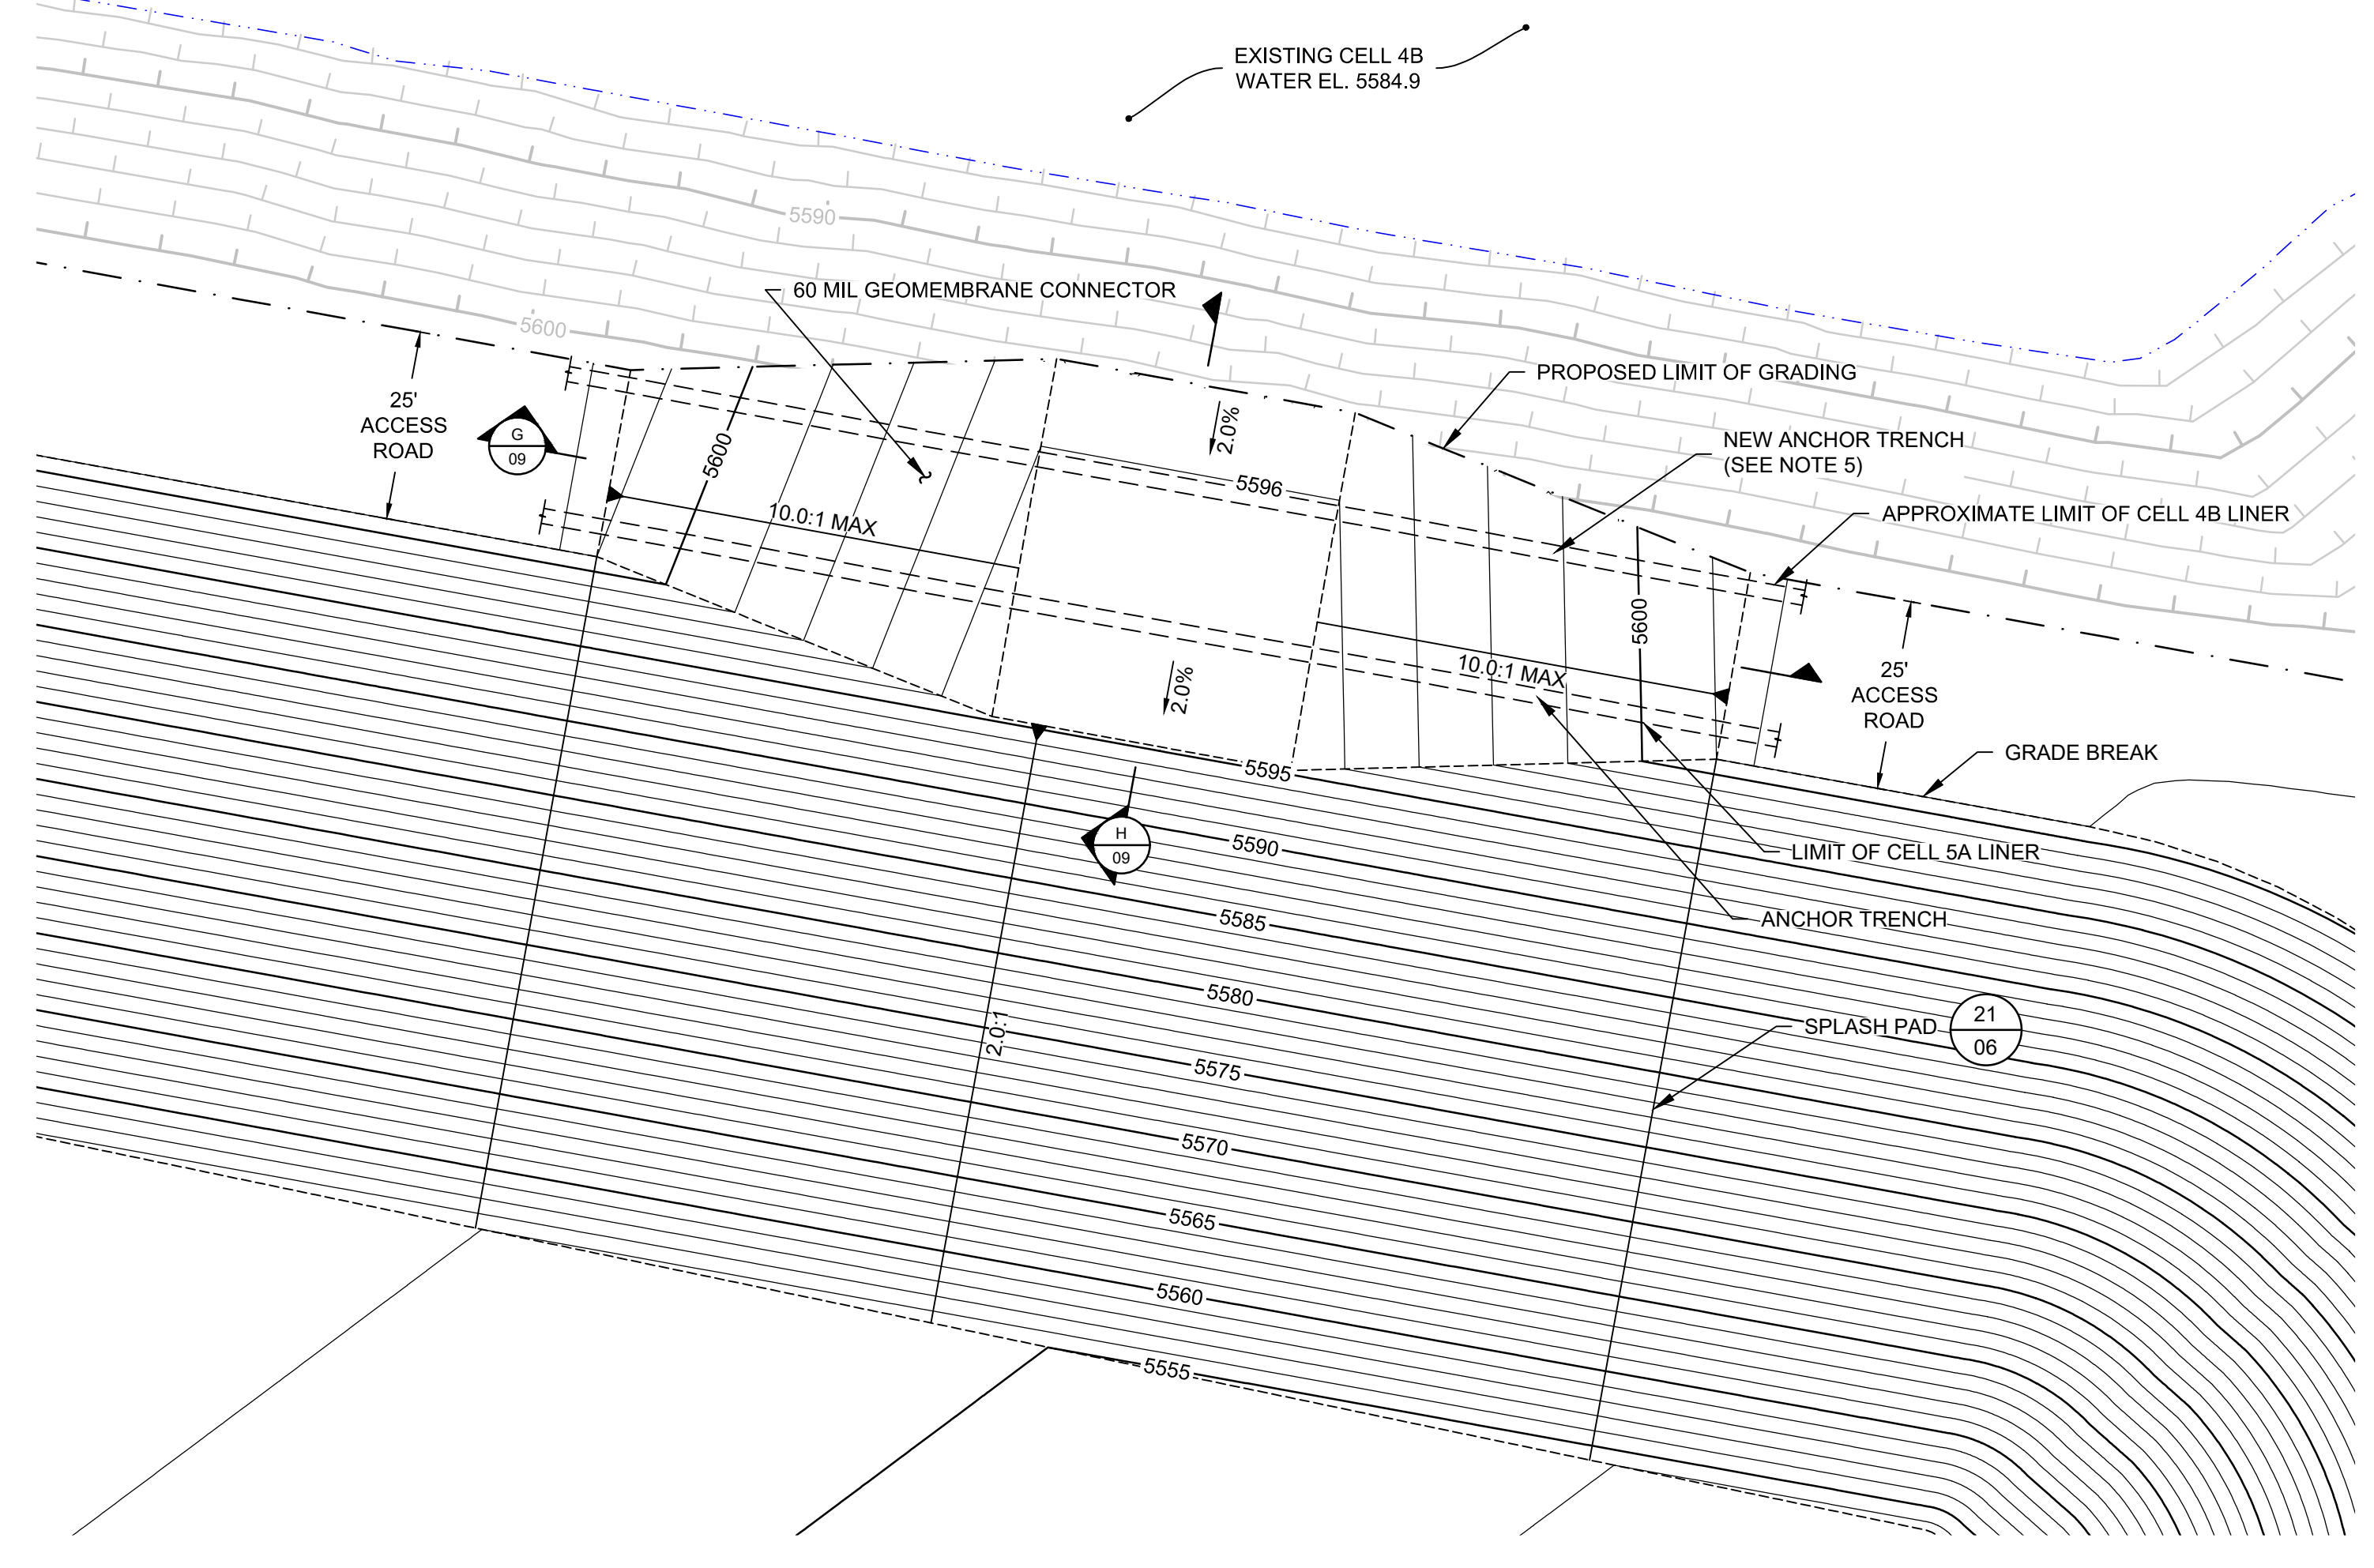 EXISTING CELL 4B
WATER EL. 5584.9
5590
60 MIL GEOMEMBRANE CONNECTOR
5600
PROPOSED LIMIT OF GRADING
25'
ACCESS
ROAD
G
09
5600
2.0%
NEW ANCHOR TRENCH
(SEE NOTE 5)
5596
10.0:1 MAX
APPROXIMATE LIMIT OF CELL 4B LINER
5600
10.0:1 MAX
2.0%
25'
ACCESS
ROAD
GRADE BREAK
5595
H
09
5590
LIMIT OF CELL 5A LINER
5585
ANCHOR TRENCH
5580
2.0:1
SPLASH PAD
21
06
5575
5570
5565
5560
5555